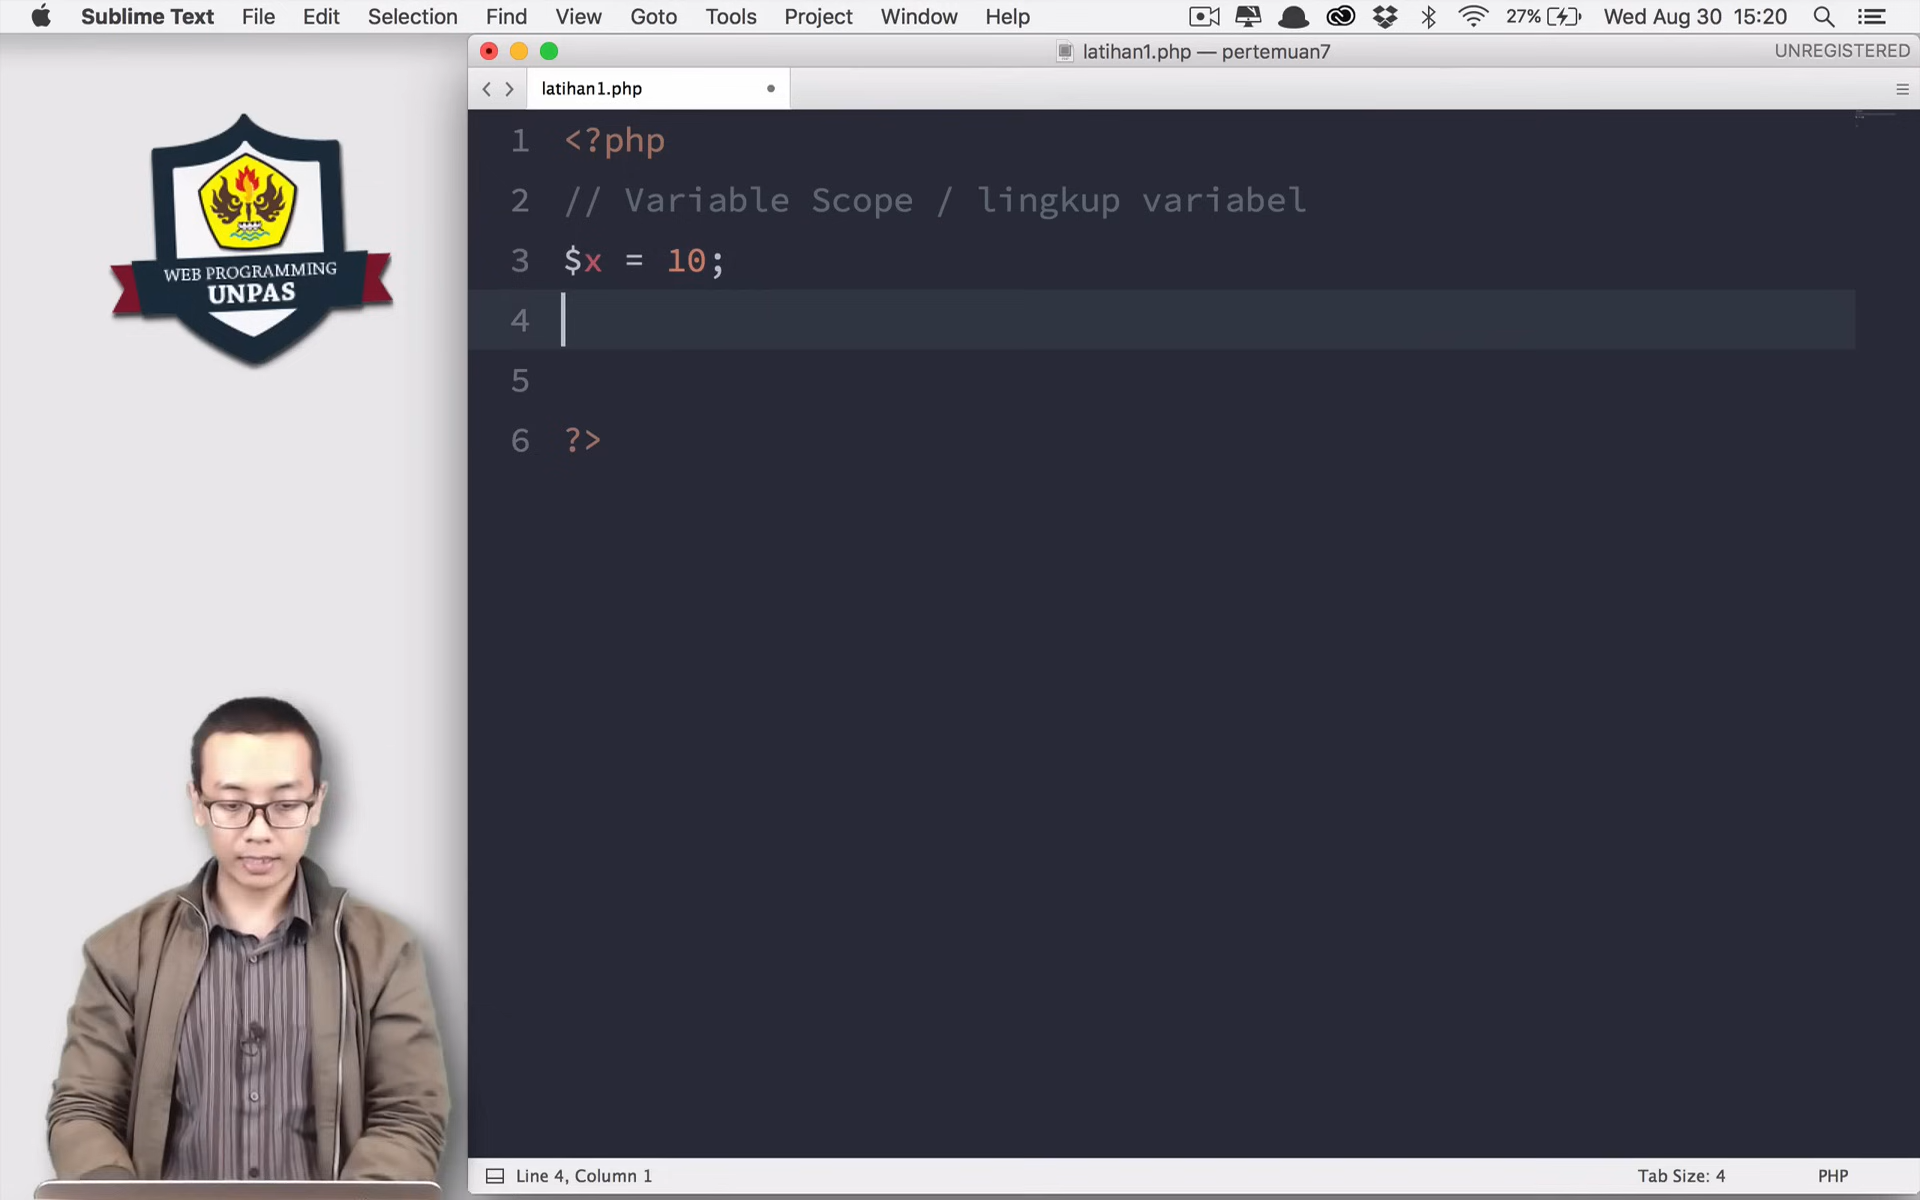 Sublime Text File Edit Selection Find View Goto Tools Project Window Help 27% Wed Aug 30 15:20
latihan1.php — pertemuan7 UNREGISTERED
latihan1.php
1 <?php
2 // Variable Scope / lingkup variabel
3 $x = 10;
4
5
6 ?>
WEB PROGRAMMING
UNPAS
Line 4, Column 1 Tab Size: 4 PHP